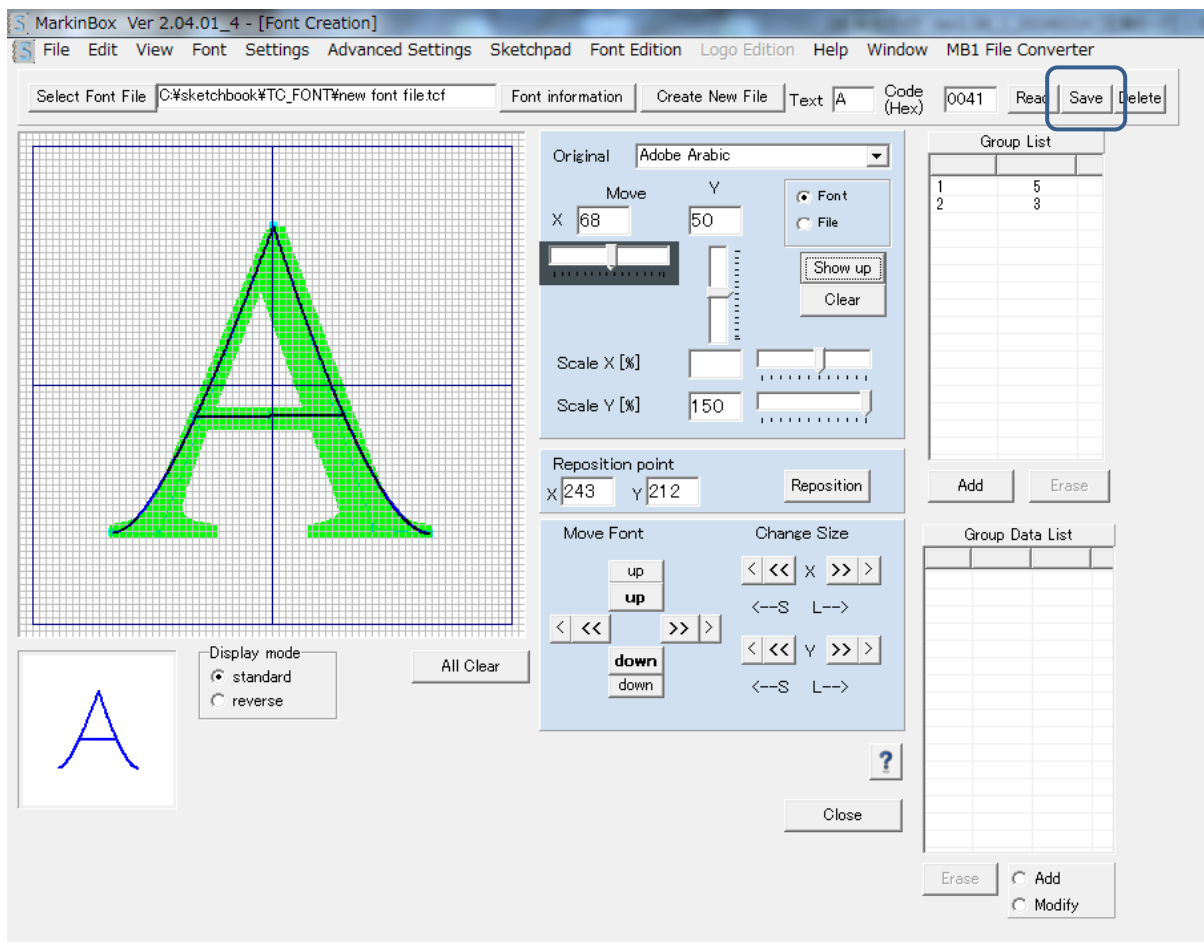 MarkinBox Ver 2.04.01_4 - [Font Creation]
File Edit View Font Settings Advanced Settings Sketchpad Font Edition Logo Edition Help Window MB1 File Converter
Select Font File C:¥sketchbook¥TC_FONT¥new font file.tcf Font information Create New File Text A Code (Hex) 0041 Read Save Delete
Original Adobe Arabic
Move
X 68 Y 50
Font
File
Show up
Clear
Scale X [%]
Scale Y [%] 150
Reposition point
X 243 Y 212 Reposition
Move Font
up
up
< << >> >
down
down
Change Size
< << X >> >
<--S L-->
< << Y >> >
<--S L-->
Group List
1 5
2 3
Add Erase
Group Data List
Erase
Add
Modify
Display mode
standard
reverse
All Clear
?
Close